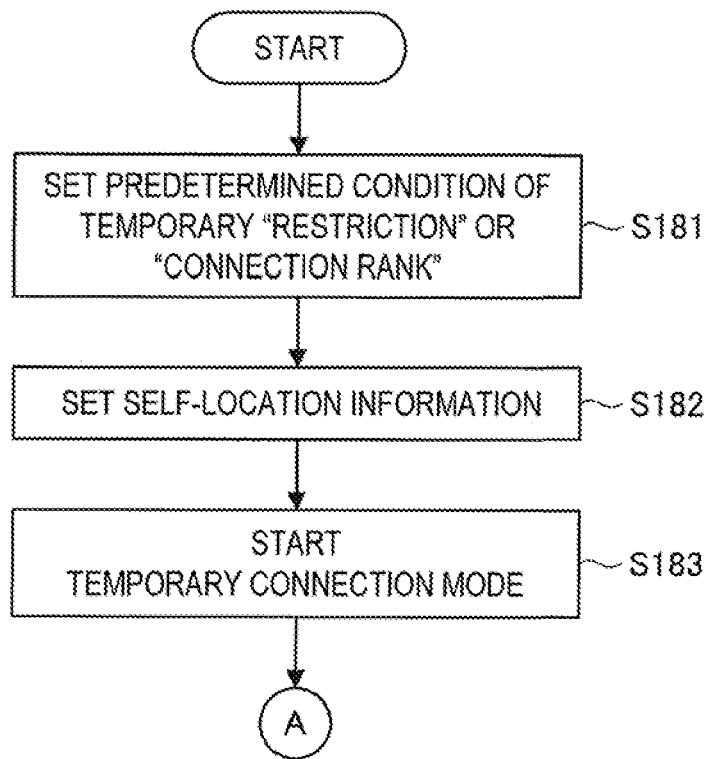 START
SET PREDETERMINED CONDITION OF
TEMPORARY “RESTRICTION” OR
“CONNECTION RANK”
S181
SET SELF-LOCATION INFORMATION
S182
START
TEMPORARY CONNECTION MODE
S183
A